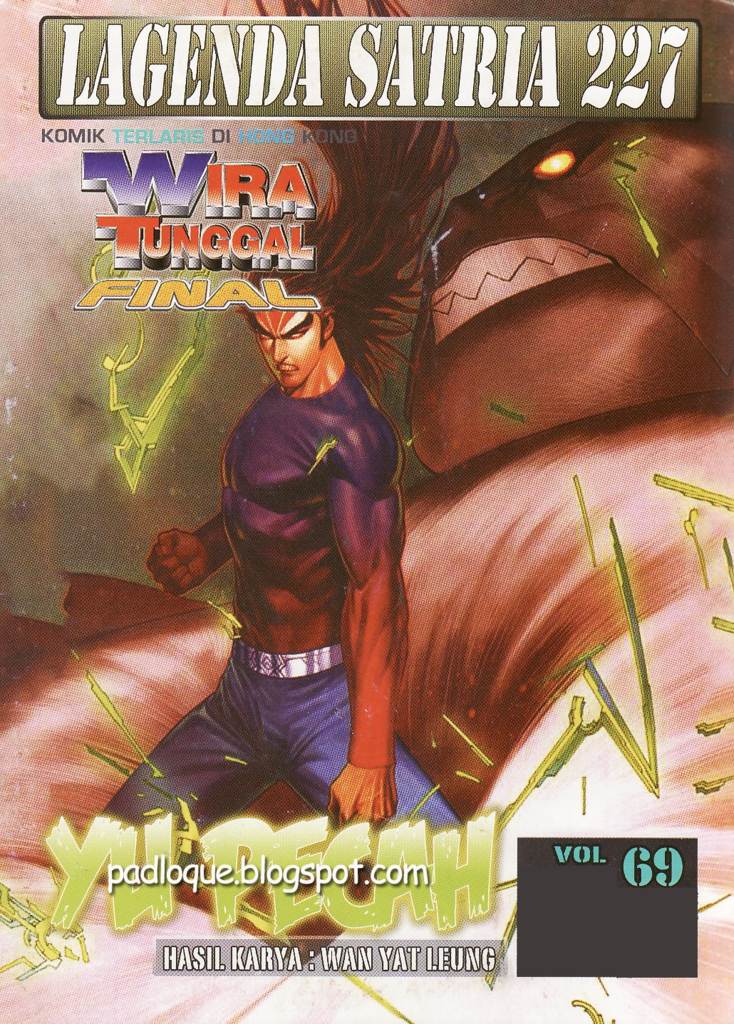 LAGENDA SATRIA 227
KOMIK TERLARIS DI HONG KONG
WIRA
TUNGGAL
FINAL
YU PECAH
padloque.blogspot.com
VOL 69
HASIL KARYA : WAN YAT LEUNG